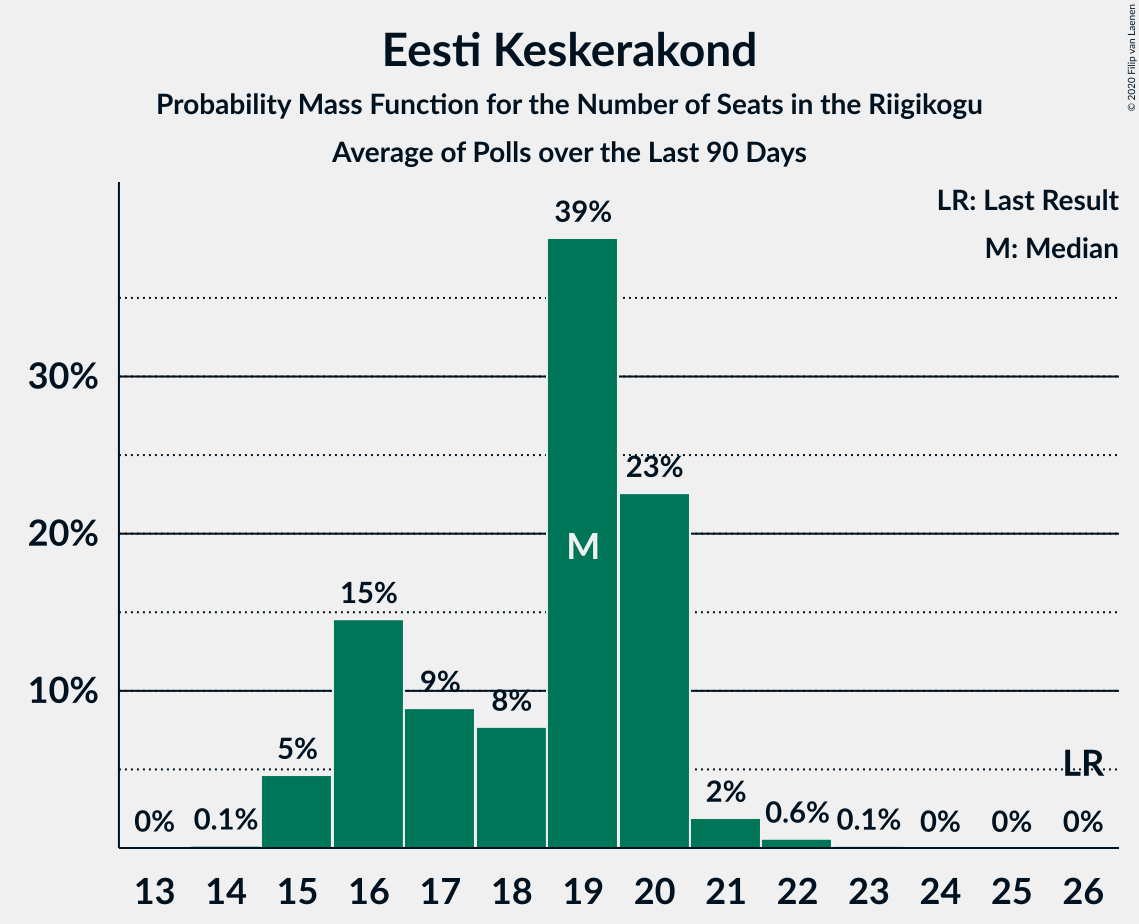 Eesti Keskerakond
Probability Mass Function for the Number of Seats in the Riigikogu
Average of Polls over the Last 90 Days
© 2020 Filip van Laenen
LR: Last Result
M: Median
39%
30%
23%
20%
M
15%
10%
9%
8%
5%
LR
2%
0% 0.1% 0.6% 0.1% 0% 0% 0%
13 14 15 16 17 18 19 20 21 22 23 24 25 26